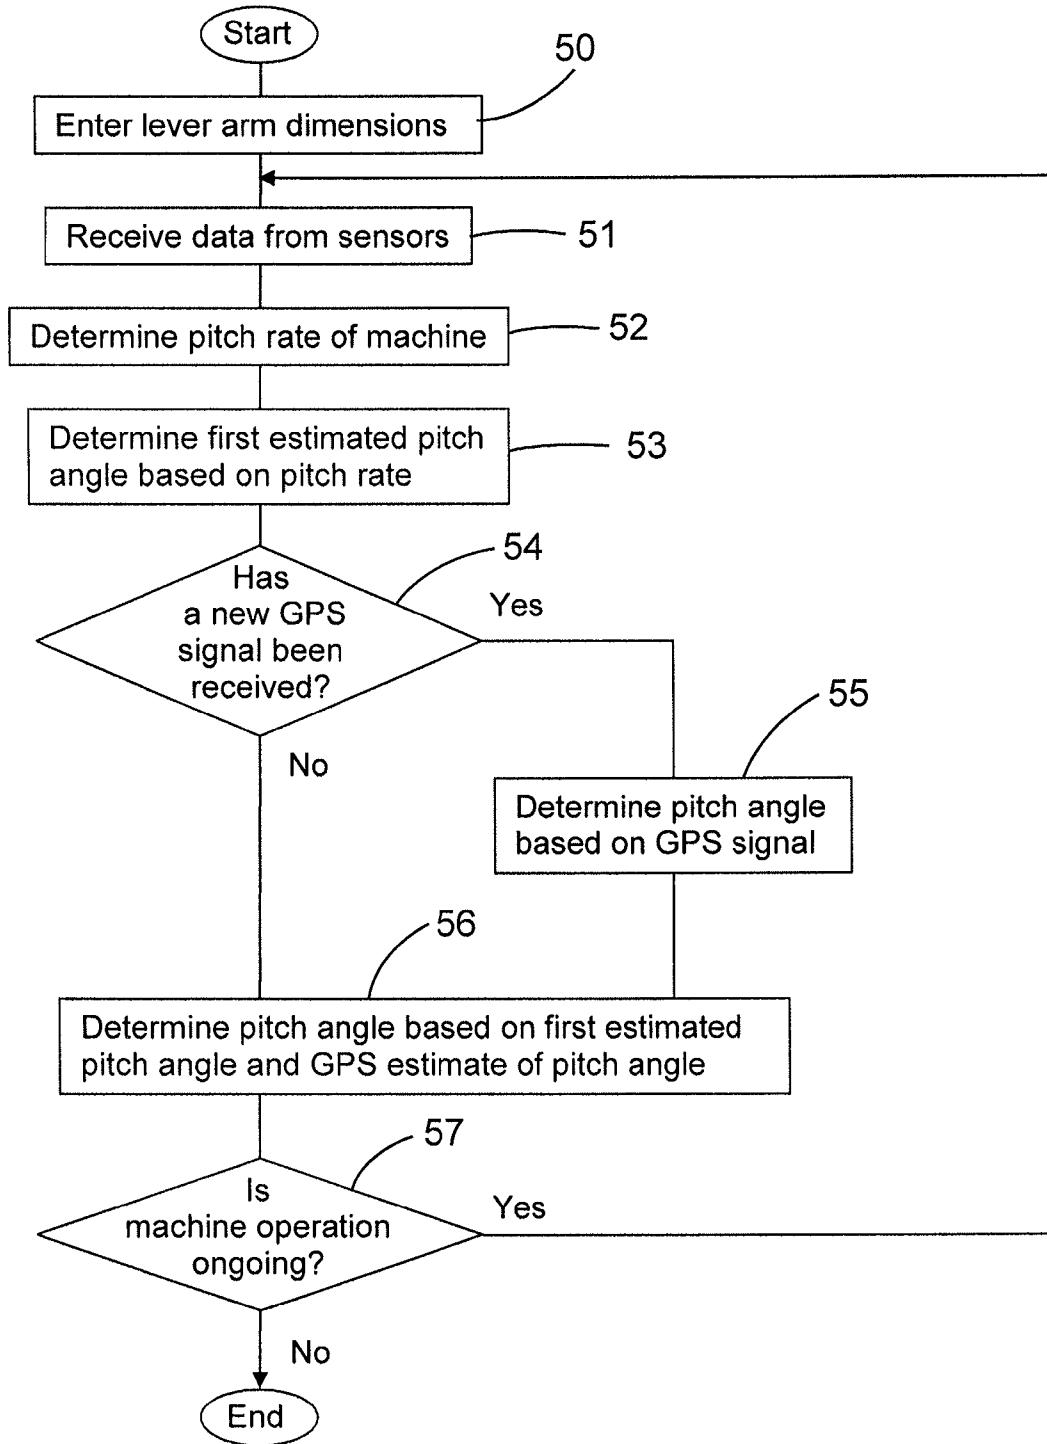 Start
50
Enter lever arm dimensions
Receive data from sensors
51
Determine pitch rate of machine
52
Determine first estimated pitch
angle based on pitch rate
53
54
Has
a new GPS
signal been
received?
Yes
No
55
Determine pitch angle
based on GPS signal
56
Determine pitch angle based on first estimated
pitch angle and GPS estimate of pitch angle
57
Is
machine operation
ongoing?
Yes
No
End